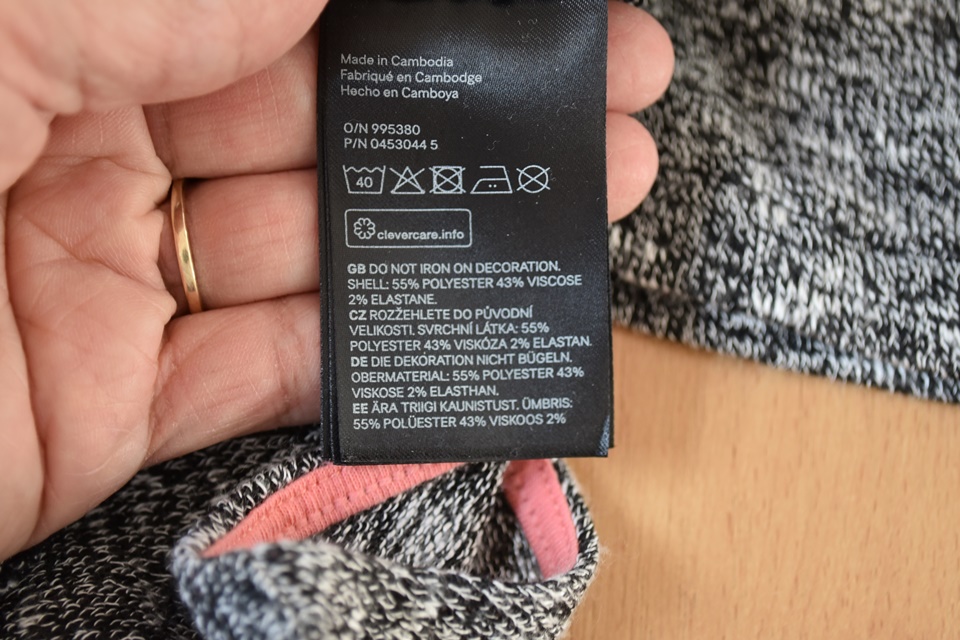 Made in Cambodia
Fabriqué en Cambodge
Hecho en Camboya
O/N 995380
P/N 0453044 5
40
clevercare.info
GB DO NOT IRON ON DECORATION.
SHELL: 55% POLYESTER 43% VISCOSE
2% ELASTANE.
CZ ROZŽEHLETE DO PŮVODNÍ
VELIKOSTI. SVRCHNÍ LÁTKA: 55%
POLYESTER 43% VISKÓZA 2% ELASTAN.
DE DIE DEKORATION NICHT BÜGELN.
OBERMATERIAL: 55% POLYESTER 43%
VISKOSE 2% ELASTHAN.
EE ÄRA TRIIGI KAUNISTUST. ÜMBRIS:
55% POLÜESTER 43% VISKOOS 2%